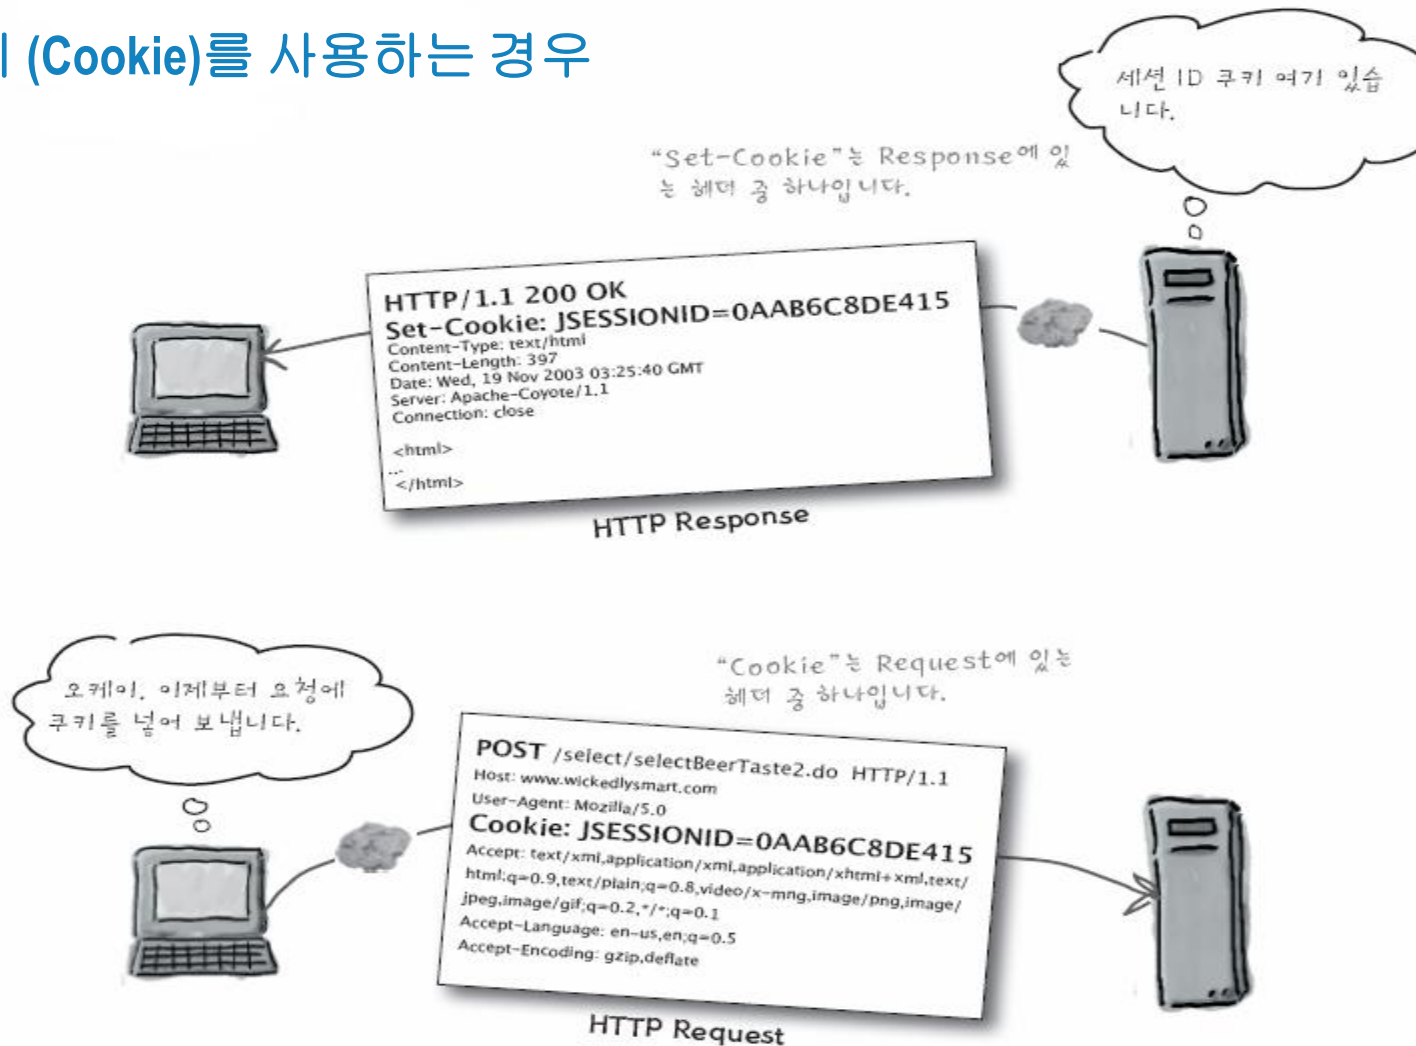 (Cookie)를 사용하는 경우
세션 ID 쿠키 여기 있습
니다.
“Set-Cookie”는 Response에 있
는 헤더 중 하나입니다.
HTTP/1.1 200 OK
Set-Cookie: JSESSIONID=0AAB6C8DE415
Content-Type: text/html
Content-Length: 397
Date: Wed, 19 Nov 2003 03:25:40 GMT
Server: Apache-Coyote/1.1
Connection: close
<html>
...
</html>
HTTP Response
오케이. 이제부터 요청에
쿠키를 넣어 보냅니다.
“Cookie”는 Request에 있는
헤더 중 하나입니다.
POST /select/selectBeerTaste2.do HTTP/1.1
Host: www.wickedlysmart.com
User-Agent: Mozilla/5.0
Cookie: JSESSIONID=0AAB6C8DE415
Accept: text/xml,application/xml,application/xhtml+xml,text/
html;q=0.9,text/plain;q=0.8,video/x-mng,image/png,image/
jpeg,image/gif;q=0.2,*/*;q=0.1
Accept-Language: en-us,en;q=0.5
Accept-Encoding: gzip,deflate
HTTP Request